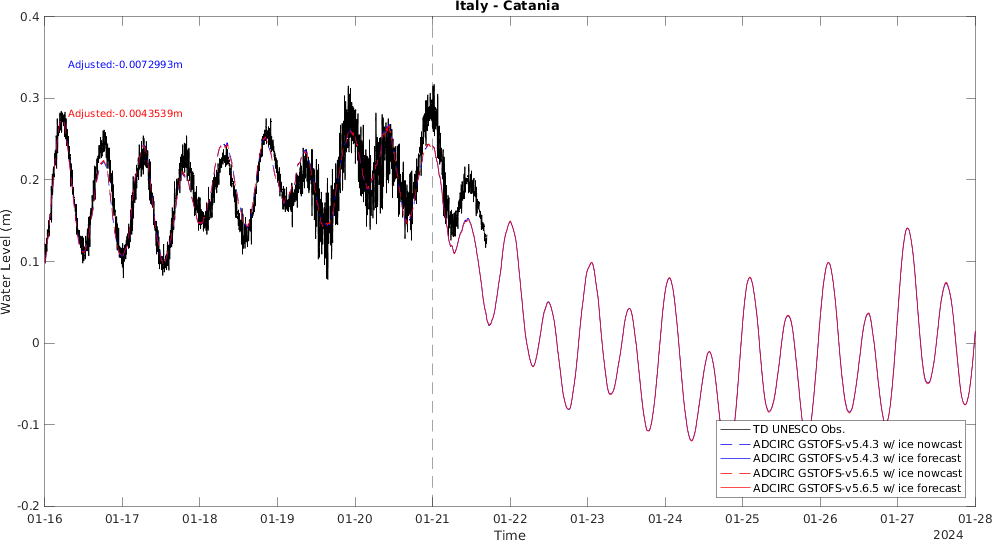 Italy - Catania
0.4
Adjusted:-0.0072993m
0.3
Adjusted:-0.0043539m
0.2
0.1
0
-0.1
-0.2
Water Level (m)
TD UNESCO Obs.
ADCIRC GSTOFS-v5.4.3 w/ ice nowcast
ADCIRC GSTOFS-v5.4.3 w/ ice forecast
ADCIRC GSTOFS-v5.6.5 w/ ice nowcast
ADCIRC GSTOFS-v5.6.5 w/ ice forecast
01-16 01-17 01-18 01-19 01-20 01-21 01-22 01-23 01-24 01-25 01-26 01-27 01-28
Time
2024